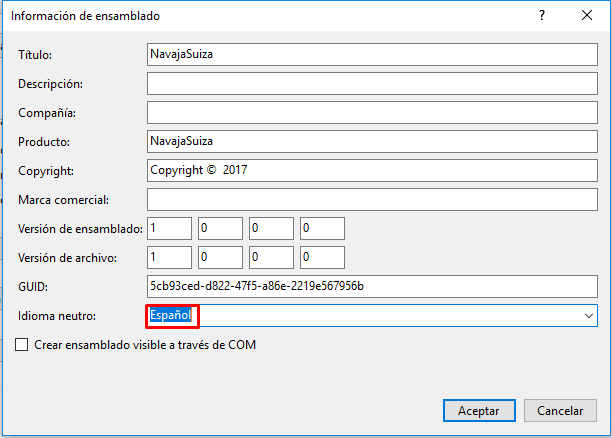 Información de ensamblado
Título: NavajaSuiza
Descripción:
Compañía:
Producto: NavajaSuiza
Copyright: Copyright © 2017
Marca comercial:
Versión de ensamblado: 1 0 0 0
Versión de archivo: 1 0 0 0
GUID: 5cb93ced-d822-47f5-a86e-2219e567956b
Idioma neutro: Español
Crear ensamblado visible a través de COM
Aceptar Cancelar